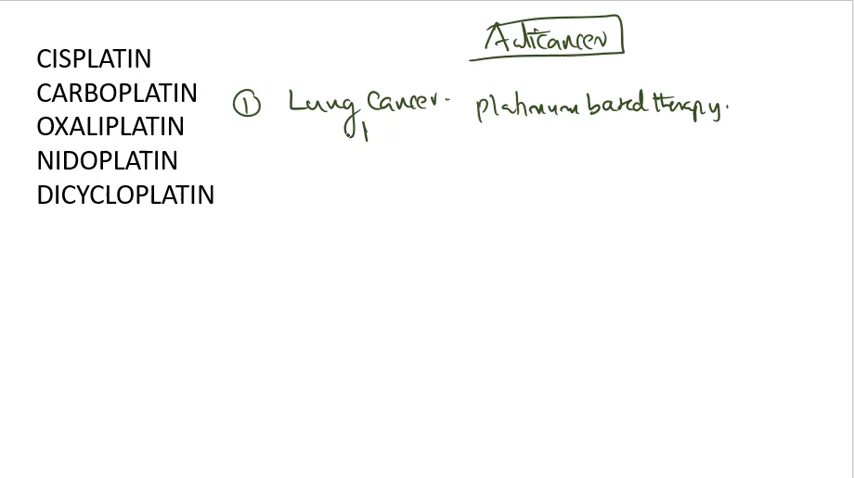 Anticancer
CISPLATIN
CARBOPLATIN
OXALIPLATIN
NIDOPLATIN
DICYCLOPLATIN
① Lung Cancer. platinum based therapy.